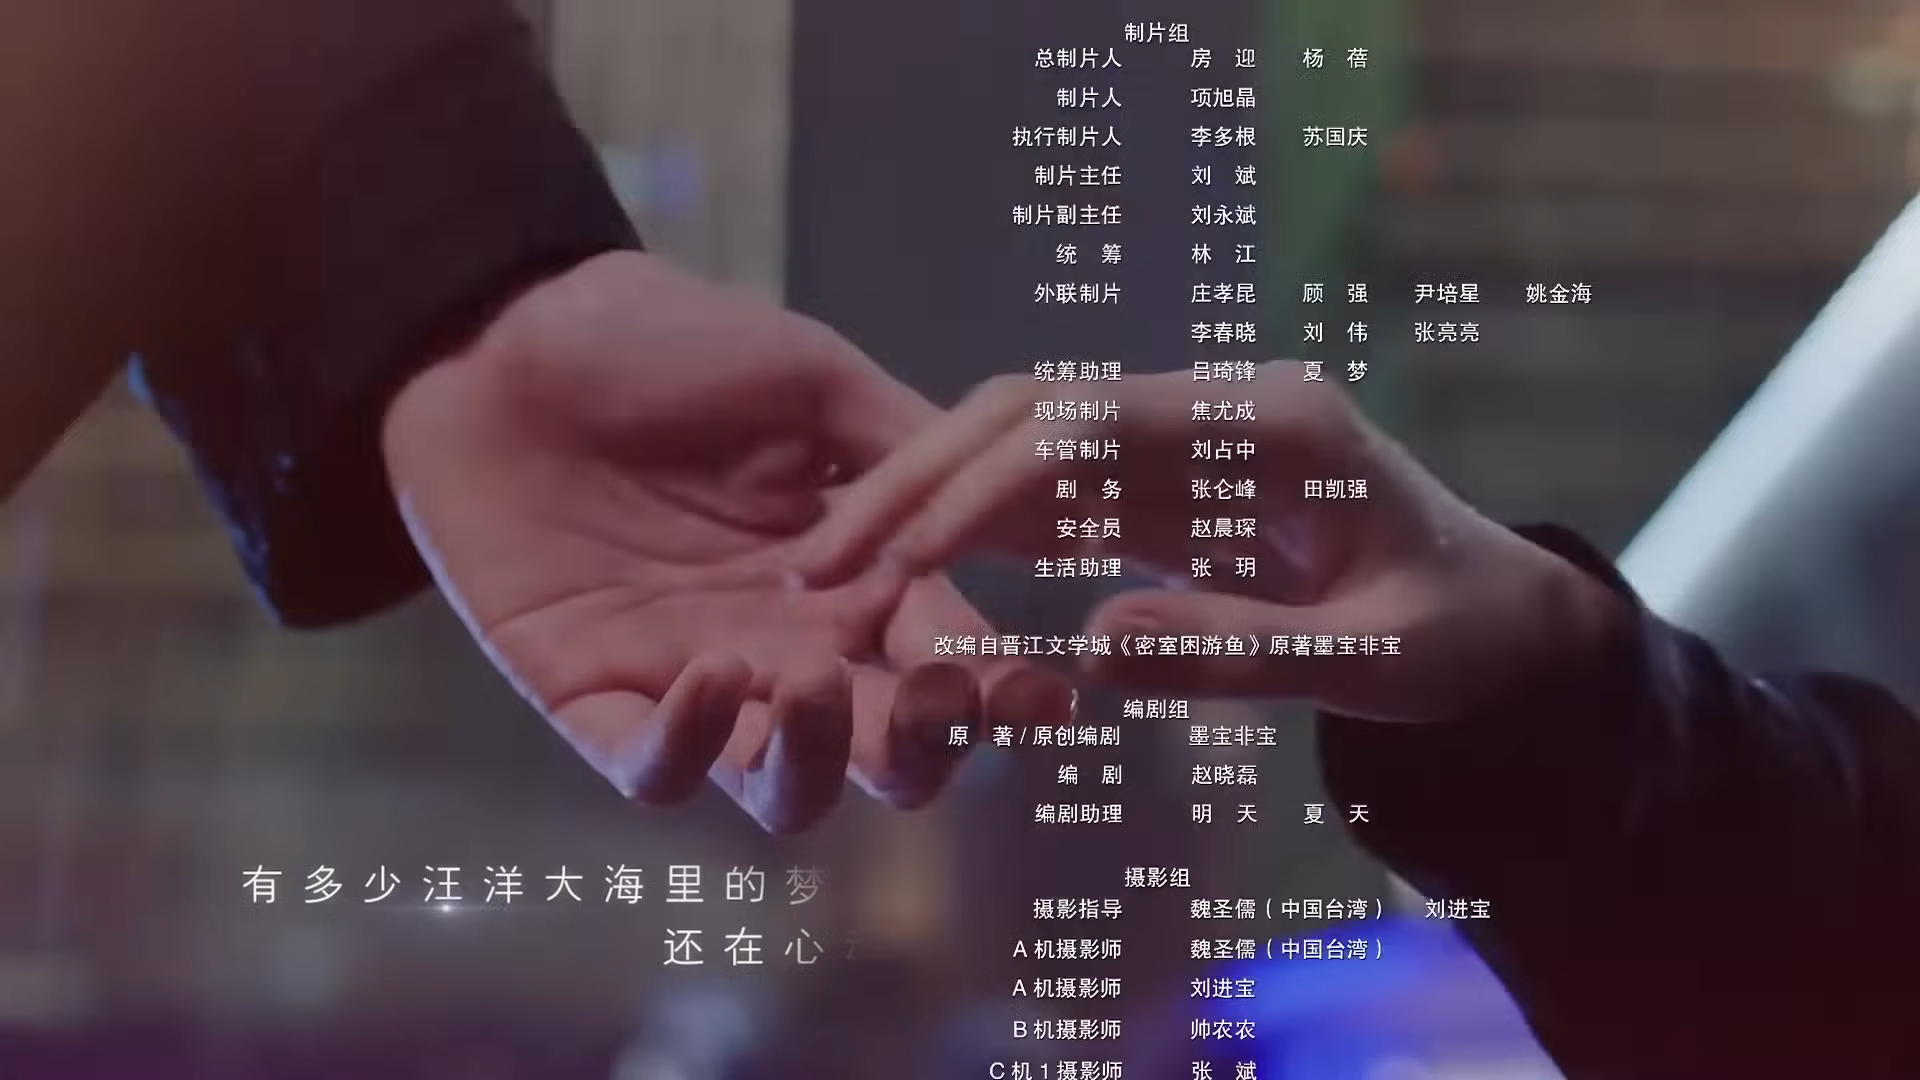 制片组
总制片人 房 迎 杨 蓓
制片人 项旭晶
执行制片人 李多根 苏国庆
制片主任 刘 斌
制片副主任 刘永斌
统 筹 林 江
外联制片 庄孝昆 顾 强 尹培星 姚金海
李春晓 刘 伟 张亮亮
统筹助理 吕琦锋 夏 梦
现场制片 焦尤成
车管制片 刘占中
剧 务 张仑峰 田凯强
安全员 赵晨琛
生活助理 张 玥
改编自晋江文学城《密室困游鱼》原著墨宝非宝
编剧组
原 著/原创编剧 墨宝非宝
编 剧 赵晓磊
编剧助理 明 天 夏 天
摄影组
摄影指导 魏圣儒（中国台湾） 刘进宝
A 机摄影师 魏圣儒（中国台湾）
A 机摄影师 刘进宝
B 机摄影师 帅农农
C 机 1 摄影师 张 斌
有多少汪洋大海里的梦
还在心